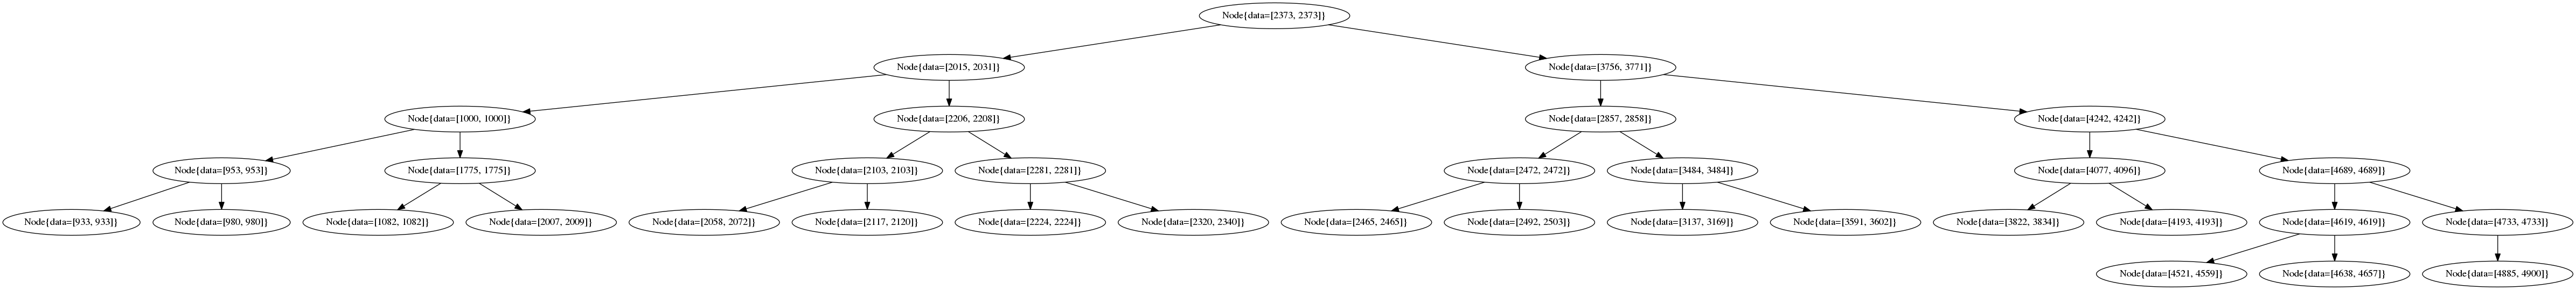 Node{data=[2373, 2373]}
Node{data=[2015, 2031]}
Node{data=[3756, 3771]}
Node{data=[1000, 1000]}
Node{data=[2206, 2208]}
Node{data=[2857, 2858]}
Node{data=[4242, 4242]}
Node{data=[953, 953]}
Node{data=[1775, 1775]}
Node{data=[2103, 2103]}
Node{data=[2281, 2281]}
Node{data=[2472, 2472]}
Node{data=[3484, 3484]}
Node{data=[4077, 4096]}
Node{data=[4689, 4689]}
Node{data=[933, 933]}
Node{data=[980, 980]}
Node{data=[1082, 1082]}
Node{data=[2007, 2009]}
Node{data=[2058, 2072]}
Node{data=[2117, 2120]}
Node{data=[2224, 2224]}
Node{data=[2320, 2340]}
Node{data=[2465, 2465]}
Node{data=[2492, 2503]}
Node{data=[3137, 3169]}
Node{data=[3591, 3602]}
Node{data=[3822, 3834]}
Node{data=[4193, 4193]}
Node{data=[4619, 4619]}
Node{data=[4733, 4733]}
Node{data=[4521, 4559]}
Node{data=[4638, 4657]}
Node{data=[4885, 4900]}